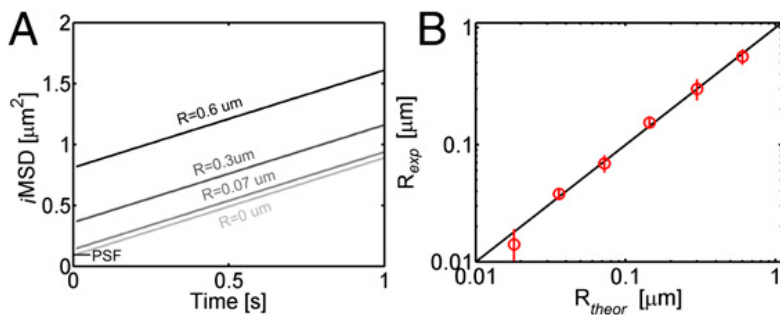 A
iMSD [μm²]
2
1.5
1
0.5
0
R=0.6 um
R=0.3um
R=0.07 um
R=0 um
PSF
0
0.5
1
Time [s]
B
R_exp [μm]
1
0.10
0.01
0.01
0.1
1
R_theor [μm]